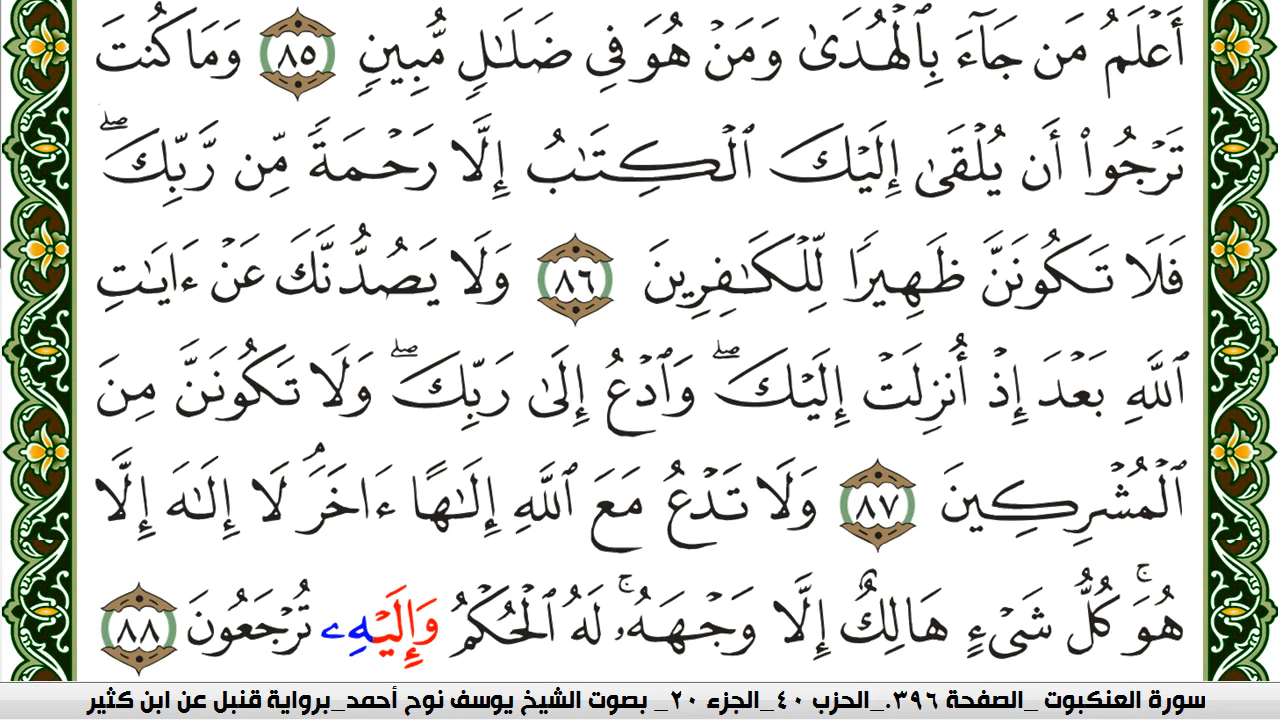 أَعْلَمُ مَن جَآءَ بِٱلْهُدَىٰ وَمَنْ هُوَ فِي ضَلَـٰلٍ مُّبِينٍ ٨٥ وَمَا كُنتَ
تَرْجُوٓا۟ أَن يُلْقَىٰٓ إِلَيْكَ ٱلْكِتَـٰبُ إِلَّا رَحْمَةً مِّن رَّبِّكَ ۖ
فَلَا تَكُونَنَّ ظَهِيرًا لِّلْكَـٰفِرِينَ ٨٦ وَلَا يَصُدُّنَّكَ عَنْ ءَايَـٰتِ
ٱللَّهِ بَعْدَ إِذْ أُنزِلَتْ إِلَيْكَ ۖ وَٱدْعُ إِلَىٰ رَبِّكَ ۖ وَلَا تَكُونَنَّ مِنَ
ٱلْمُشْرِكِينَ ٨٧ وَلَا تَدْعُ مَعَ ٱللَّهِ إِلَـٰهًا ءَاخَرَ ۘ لَا إِلَـٰهَ إِلَّا
هُوَ ۚ كُلُّ شَىْءٍ هَالِكٌ إِلَّا وَجْهَهُۥ ۚ لَهُ ٱلْحُكْمُ وَإِلَيْهِۦ تُرْجَعُونَ ٨٨
سورة العنكبوت _الصفحة ٣٩٦._الحزب ٤٠_الجزء ٢٠_ بصوت الشيخ يوسف نوح أحمد_برواية قنبل عن ابن كثير